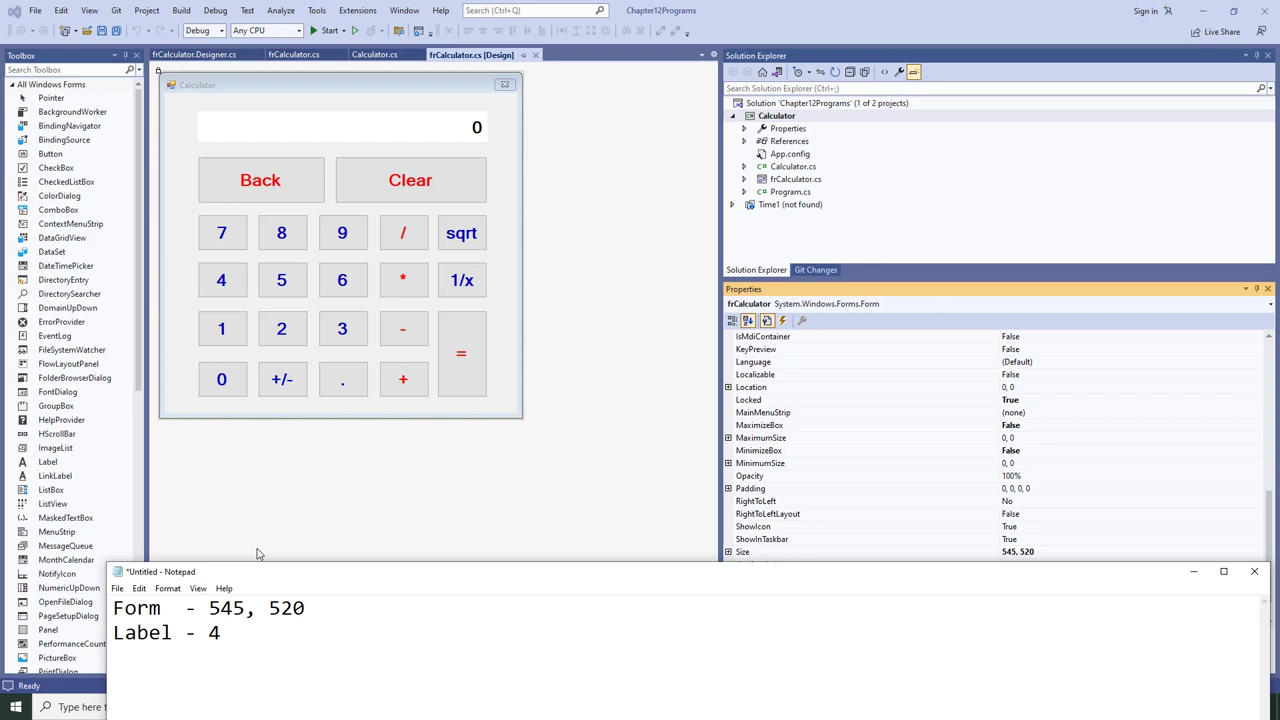 File Edit View Git Project Build Debug Test Analyze Tools Extensions Window Help Search (Ctrl+;) Chapter12Programs Sign in
Debug Any CPU Start Live Share
Toolbox
Search Toolbox
All Windows Forms
Pointer
BackgroundWorker
BindingNavigator
BindingSource
Button
CheckBox
CheckedListBox
ColorDialog
ComboBox
ContextMenuStrip
DataGridView
DataSet
DateTimePicker
DirectoryEntry
DirectorySearcher
DomainUpDown
ErrorProvider
EventLog
FileSystemWatcher
FlowLayoutPanel
FolderBrowserDialog
FontDialog
GroupBox
HelpProvider
HScrollBar
ImageList
Label
LinkLabel
ListBox
ListView
MaskedTextBox
MenuStrip
MessageQueue
MonthCalendar
NotifyIcon
NumericUpDown
OpenFileDialog
PageSetupDialog
Panel
PerformanceCount
PictureBox
PrintDialog
frCalculator.Designer.cs frCalculator.cs Calculator.cs frCalculator.cs [Design]
Calculator
0
Back Clear
7 8 9 / sqrt
4 5 6 * 1/x
1 2 3 -
=
0 +/- . +
Solution Explorer
Search Solution Explorer (Ctrl+;)
Solution 'Chapter12Programs' (1 of 2 projects)
Calculator
Properties
References
App.config
C# Calculator.cs
frCalculator.cs
C# Program.cs
Time1 (not found)
Solution Explorer Git Changes
Properties
frCalculator System.Windows.Forms.Form
IsMdiContainer False
KeyPreview False
Language (Default)
Localizable False
Location 0, 0
Locked True
MainMenuStrip (none)
MaximizeBox False
MaximumSize 0, 0
MinimizeBox False
MinimumSize 0, 0
Opacity 100%
Padding 0, 0, 0, 0
RightToLeft No
RightToLeftLayout False
ShowIcon True
ShowInTaskbar True
Size 545, 520
*Untitled - Notepad
File Edit Format View Help
Form - 545, 520
Label - 4
Ready
Type here